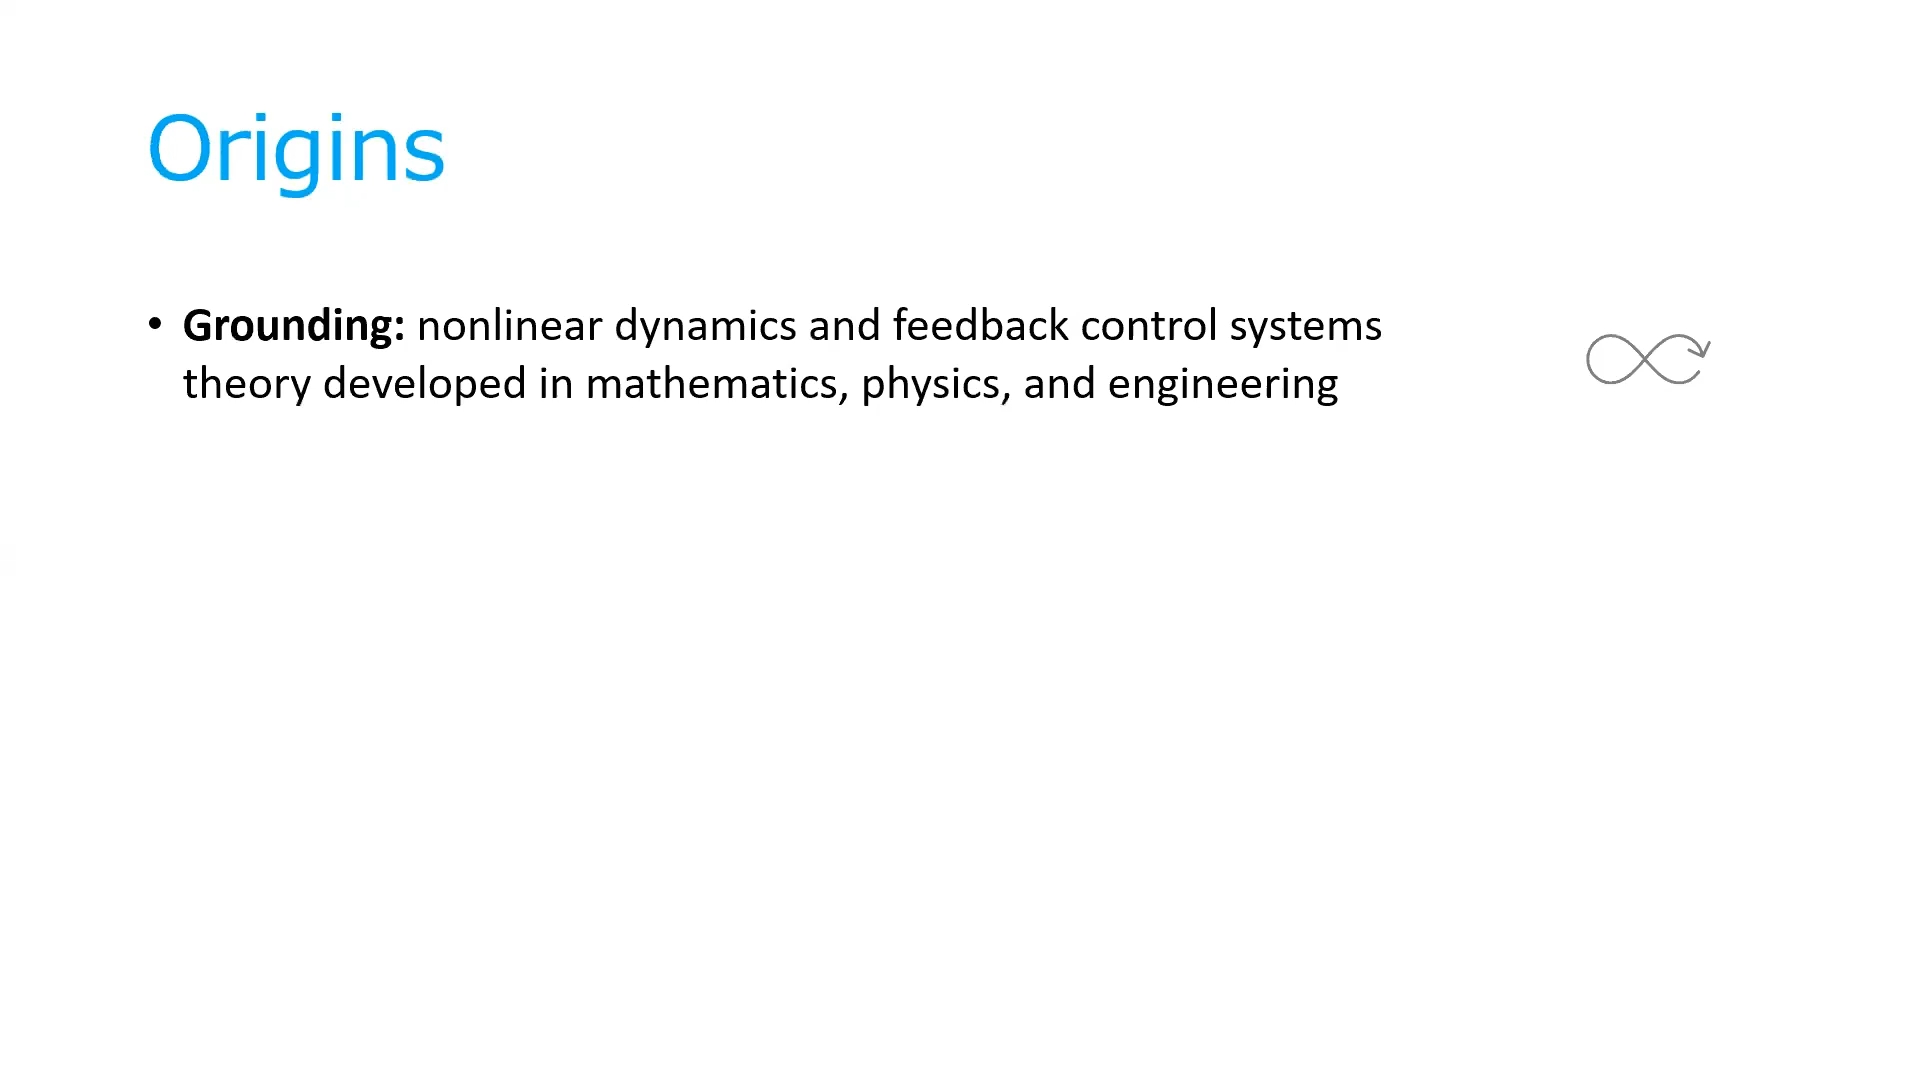 Origins
• Grounding: nonlinear dynamics and feedback control systems
theory developed in mathematics, physics, and engineering